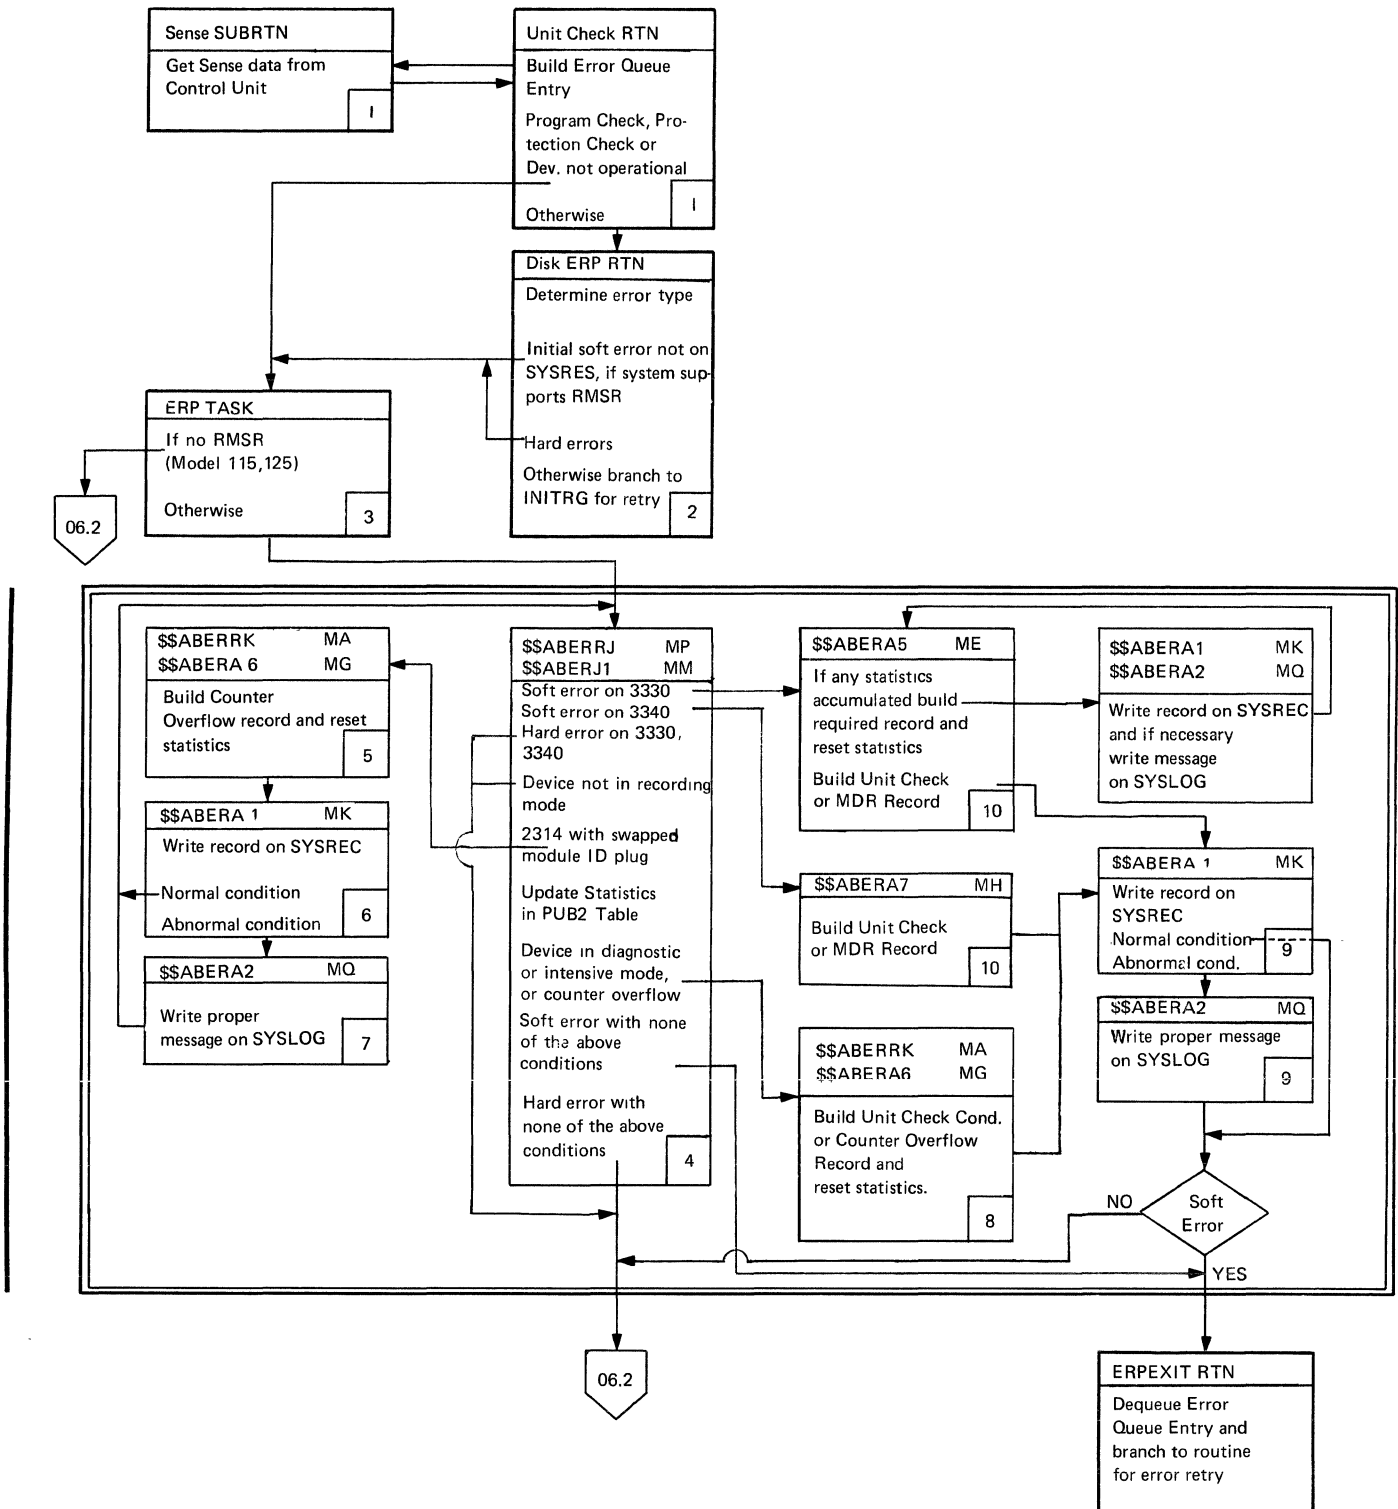 Sense SUBRTN
Get Sense data from
Control Unit
1
Unit Check RTN
Build Error Queue
Entry
Program Check, Pro-
tection Check or
Dev. not operational
Otherwise
1
Disk ERP RTN
Determine error type
Initial soft error not on
SYSRES, if system sup-
ports RMSR
Hard errors
Otherwise branch to
INITRG for retry
2
ERP TASK
If no RMSR
(Model 115,125)
Otherwise
3
06.2
$$ABERRK MA
$$ABERA 6 MG
Build Counter
Overflow record and reset
statistics
5
$$ABERA 1 MK
Write record on SYSREC
Normal condition
Abnormal condition
6
$$ABERA2 MQ
Write proper
message on SYSLOG
7
$$ABERRJ MP
$$ABERJ1 MM
Soft error on 3330
Soft error on 3340
Hard error on 3330,
3340
Device not in recording
mode
2314 with swapped
module ID plug
Update Statistics
in PUB2 Table
Device in diagnostic
or intensive mode,
or counter overflow
Soft error with none
of the above
conditions
Hard error with
none of the above
conditions
4
$$ABERA5 ME
If any statistics
accumulated build
required record and
reset statistics
Build Unit Check
or MDR Record
10
$$ABERA7 MH
Build Unit Check
or MDR Record
10
$$ABERRK MA
$$ABERA6 MG
Build Unit Check Cond.
or Counter Overflow
Record and
reset statistics.
8
$$ABERA1 MK
$$ABERA2 MQ
Write record on SYSREC
and if necessary
write message
on SYSLOG
$$ABERA 1 MK
Write record on
SYSREC
Normal condition
Abnormal cond.
9
$$ABERA2 MQ
Write proper message
on SYSLOG
9
NO
Soft
Error
YES
06.2
ERPEXIT RTN
Dequeue Error
Queue Entry and
branch to routine
for error retry